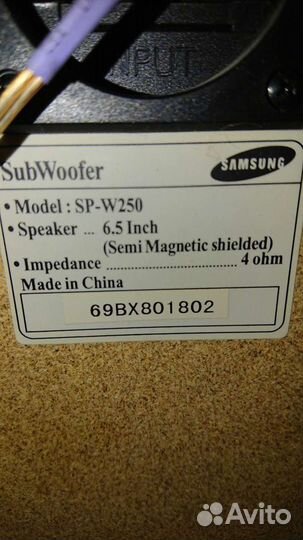 INPUT
SubWoofer
SAMSUNG
• Model : SP-W250
• Speaker ... 6.5 Inch
(Semi Magnetic shielded)
• Impedance ........................ 4 ohm
Made in China
69BX801802
Avito